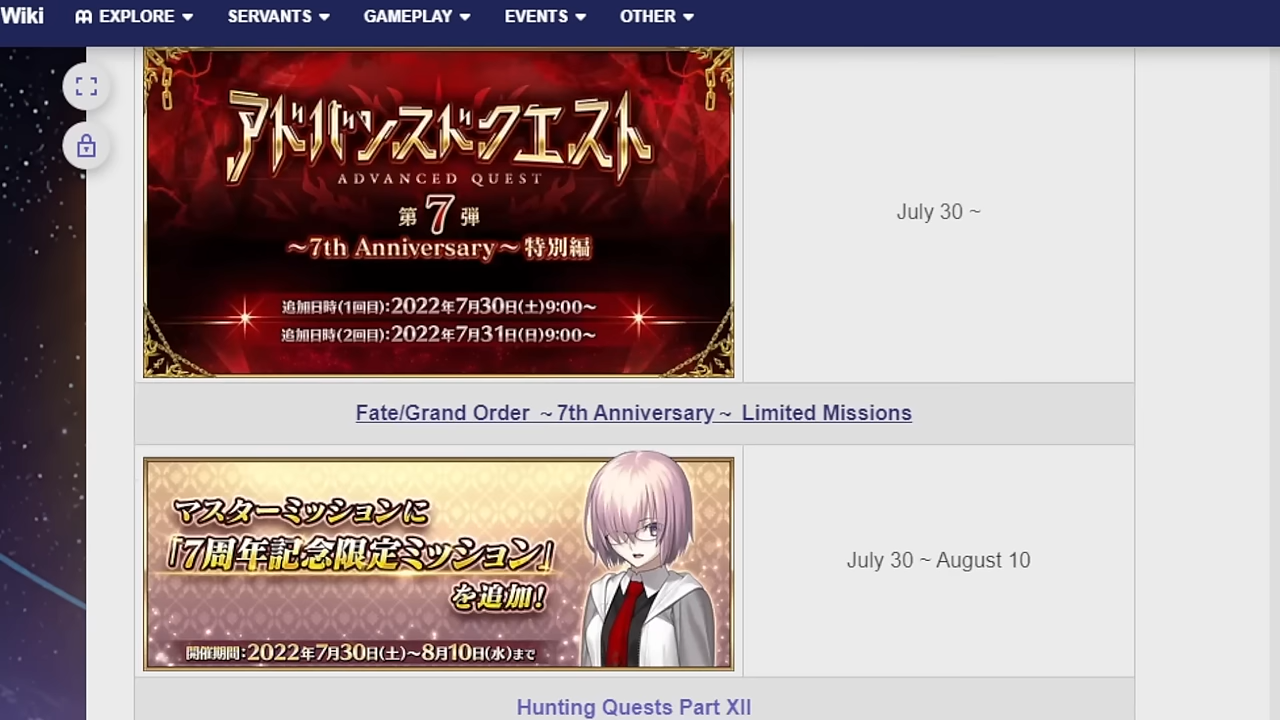 Wiki EXPLORE SERVANTS GAMEPLAY EVENTS OTHER
アドバンスドクエスト
ADVANCED QUEST
第7弾
～7th Anniversary～特別編
追加日時(1回目):2022年7月30日(土)9:00～
追加日時(2回目):2022年7月31日(日)9:00～
July 30 ~
Fate/Grand Order ～7th Anniversary～ Limited Missions
マスターミッションに
「7周年記念限定ミッション」
を追加!
開催期間:2022年7月30日(土)～8月10日(水)まで
July 30 ~ August 10
Hunting Quests Part XII